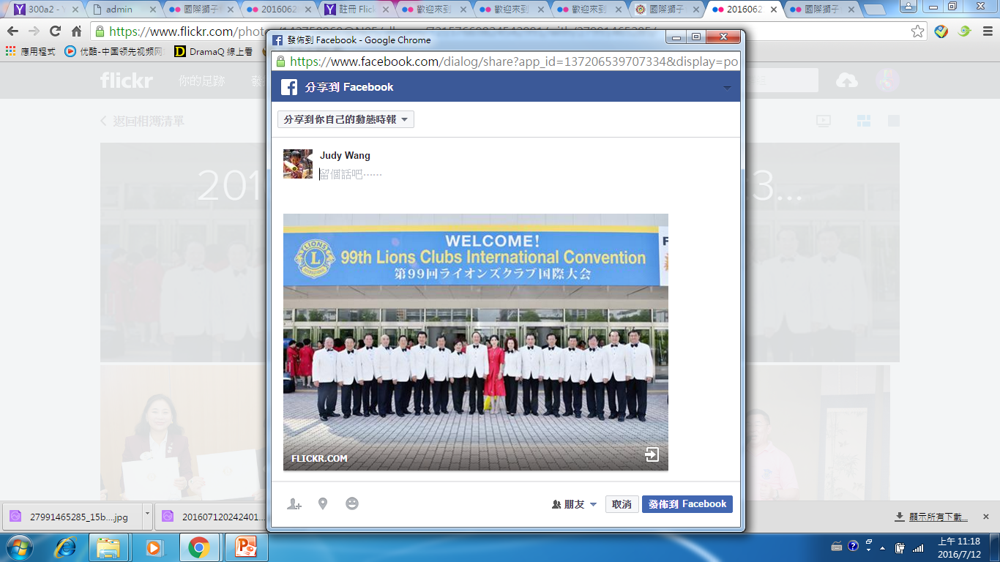 300a2 - Y
admin
國際獅子
2016062
註冊 Flick
歡迎來到
歡迎來到
歡迎來到
國際獅子
2016062
國際獅子
https://www.flickr.com/photo
發佈到 Facebook - Google Chrome
https://www.facebook.com/dialog/share?app_id=137206539707334&display=po
應用程式
优酷-中国领先视频网
DramaQ 線上看
flickr
你的足跡
分享到 Facebook
返回相簿清單
分享到你自己的動態時報
Judy Wang
留個話吧……
201
3...
WELCOME!
99th Lions Clubs International Convention
第99回ライオンズクラブ国際大会
LIONS
L
INTERNATIONAL
F
FLICKR.COM
朋友
取消
發佈到 Facebook
27991465285_15b....jpg
201607120242401...
顯示所有下載...
上午 11:18
2016/7/12